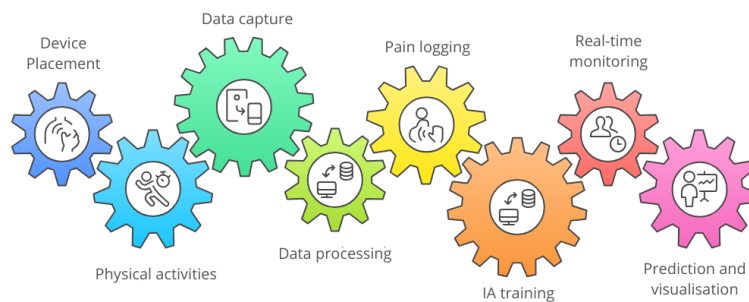 Device
Placement
Physical activities
Data capture
Data processing
Pain logging
IA training
Real-time
monitoring
Prediction and
visualisation